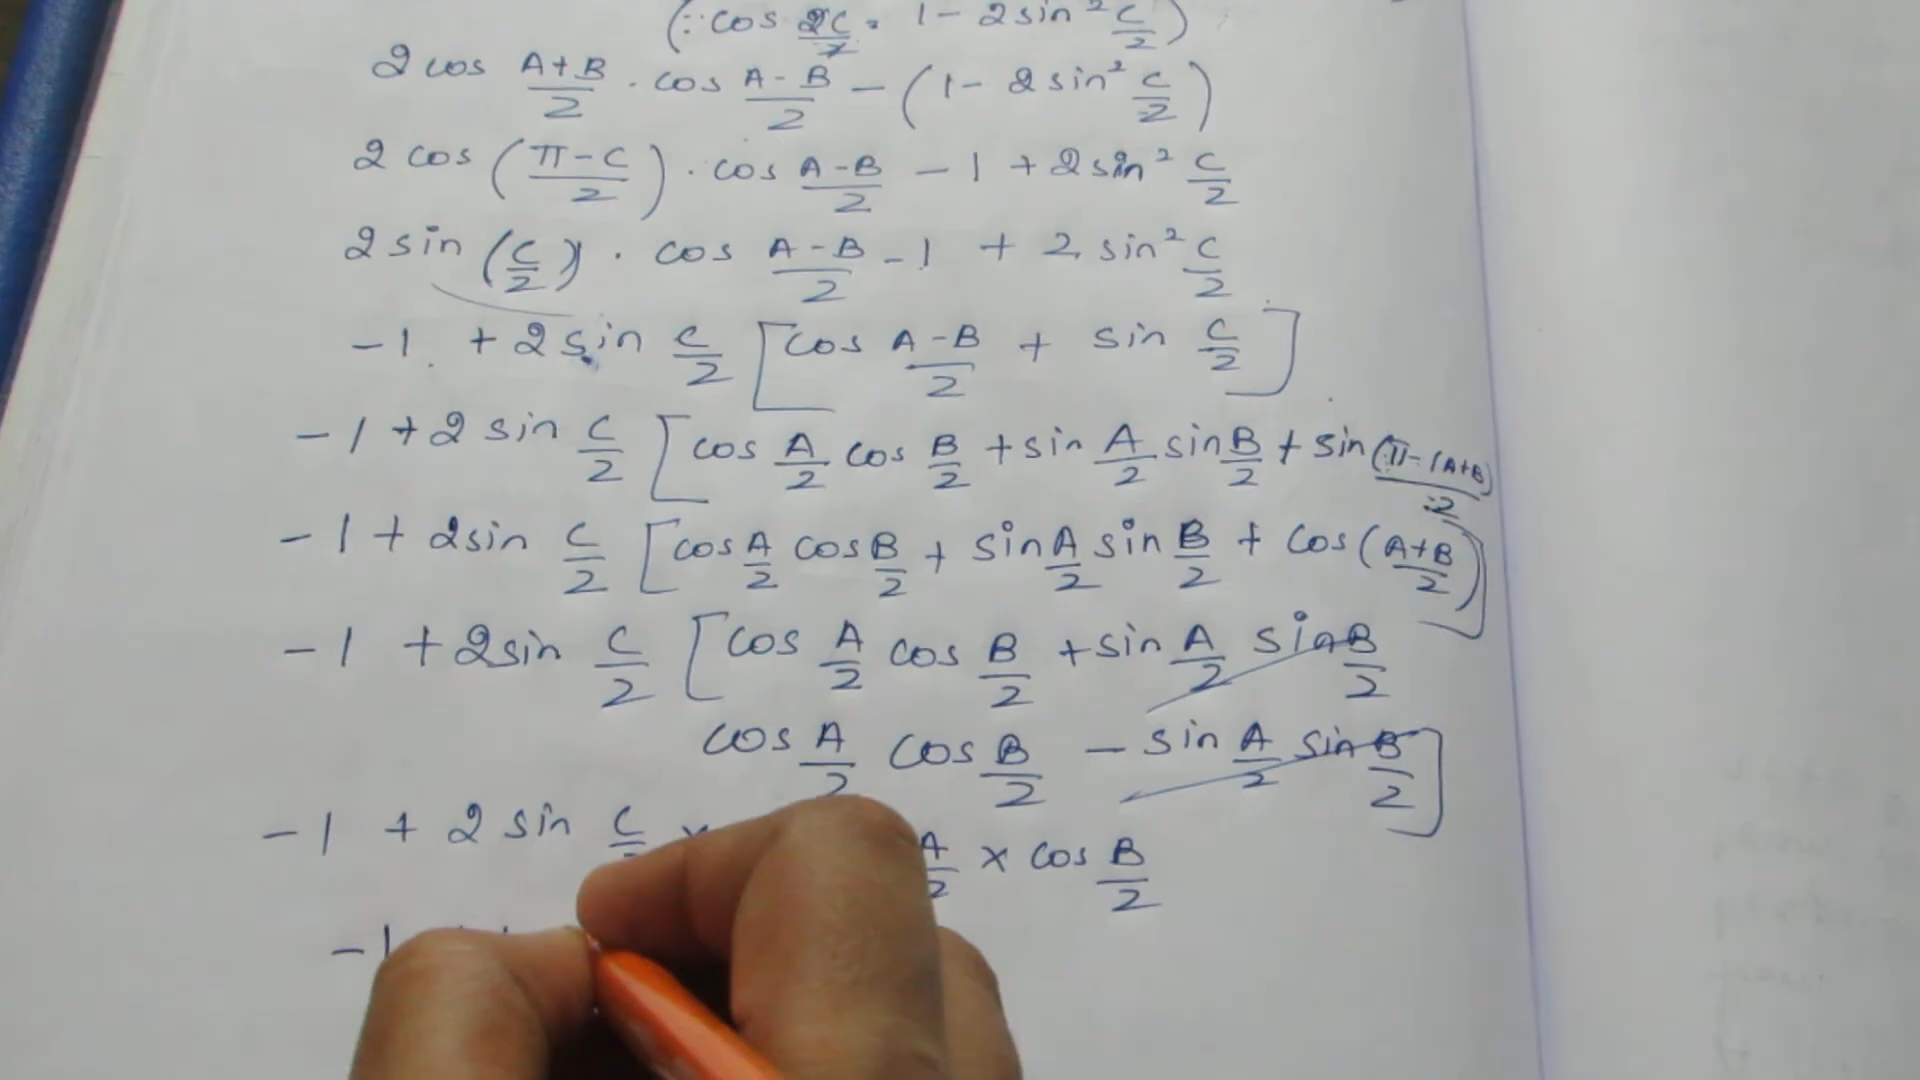 (∵ cos 2C/2 = 1 - 2 sin² C/2)
2 cos A+B/2 . cos A-B/2 - (1 - 2 sin² C/2)
2 cos (π-C/2) . cos A-B/2 - 1 + 2 sin² C/2
2 sin (C/2) . cos A-B/2 - 1 + 2 sin² C/2
-1 + 2 sin C/2 [cos A-B/2 + sin C/2]
-1 + 2 sin C/2 [cos A/2 cos B/2 + sin A/2 sin B/2 + sin (π-(A+B)/2
-1 + 2 sin C/2 [cos A/2 cos B/2 + sin A/2 sin B/2 + cos (A+B/2)]
-1 + 2 sin C/2 [cos A/2 cos B/2 + sin A/2 sin B/2
cos A/2 cos B/2 - sin A/2 sin B/2]
-1 + 2 sin C/ × A/2 × cos B/2
-1